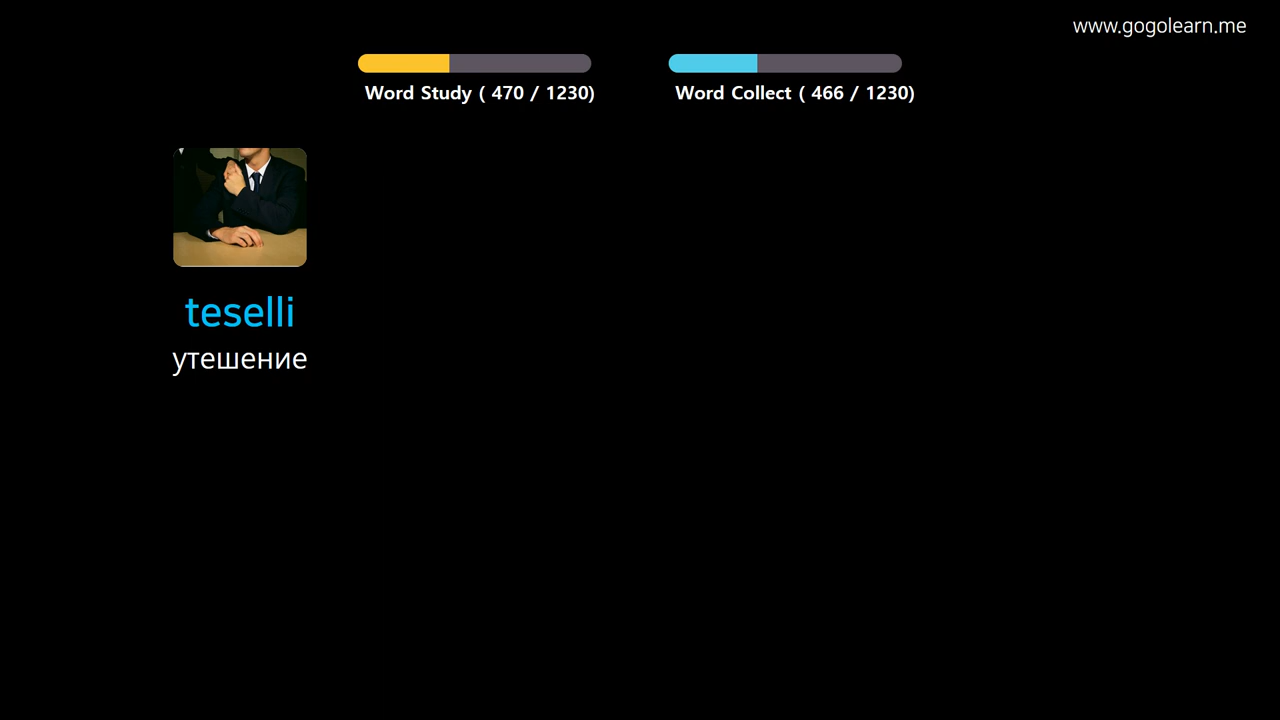 www.gogolearn.me
Word Study ( 470 / 1230)
Word Collect ( 466 / 1230)
teselli
утешение